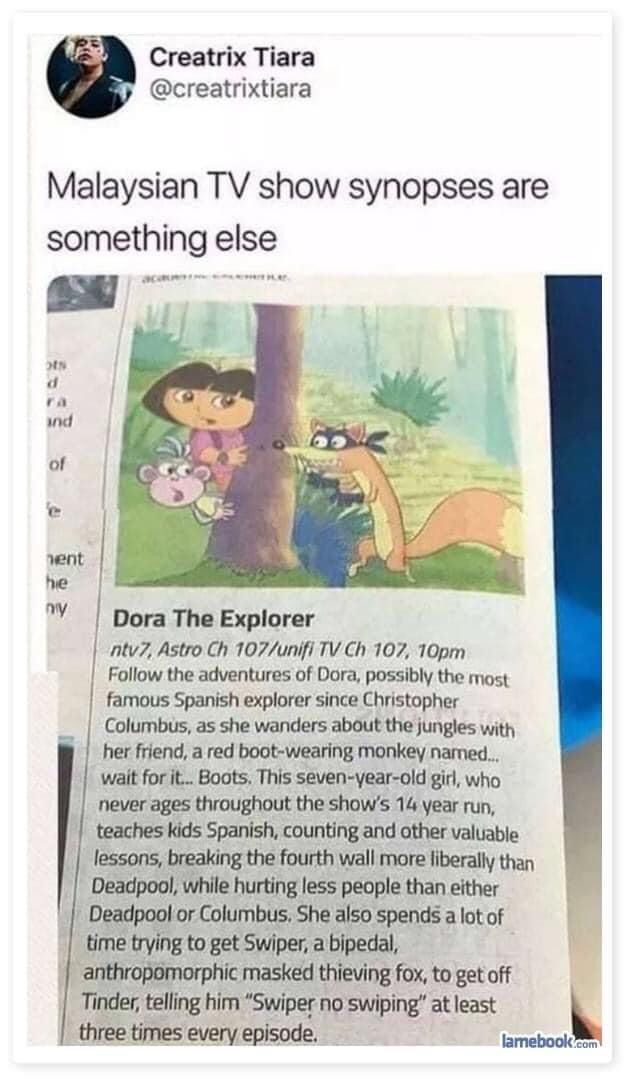 Creatrix Tiara
@creatrixtiara
Malaysian TV show synopses are
something else
d
ra
and
of
e
he
Dora The Explorer
ntv7, Astro Ch 107/unifi TV Ch 107, 10pm
Follow the adventures of Dora, possibly the most
famous Spanish explorer since Christopher
Columbus, as she wanders about the jungles with
her friend, a red boot-wearing monkey named...
wait for it... Boots. This seven-year-old girl, who
never ages throughout the show's 14 year run,
teaches kids Spanish, counting and other valuable
lessons, breaking the fourth wall more liberally than
Deadpool, while hurting less people than either
Deadpool or Columbus. She also spends a lot of
time trying to get Swiper, a bipedal,
anthropomorphic masked thieving fox, to get off
Tinder, telling him "Swiper no swiping" at least
three times every episode.
lamebook.com